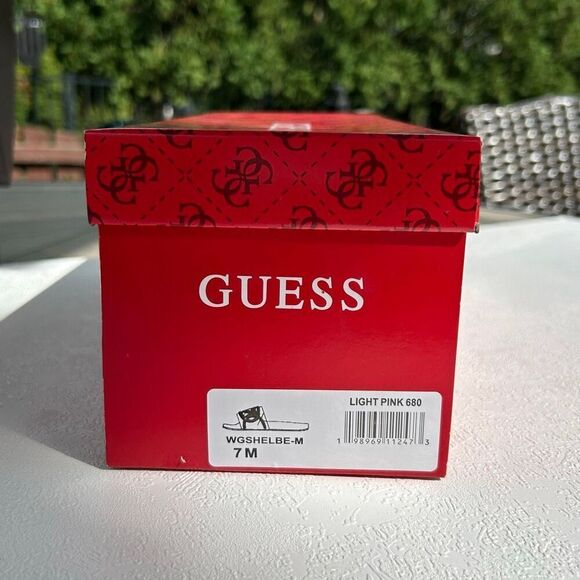 GUESS
LIGHT PINK 680
WGSHELBE-M
7 M
1 98969 11247 3